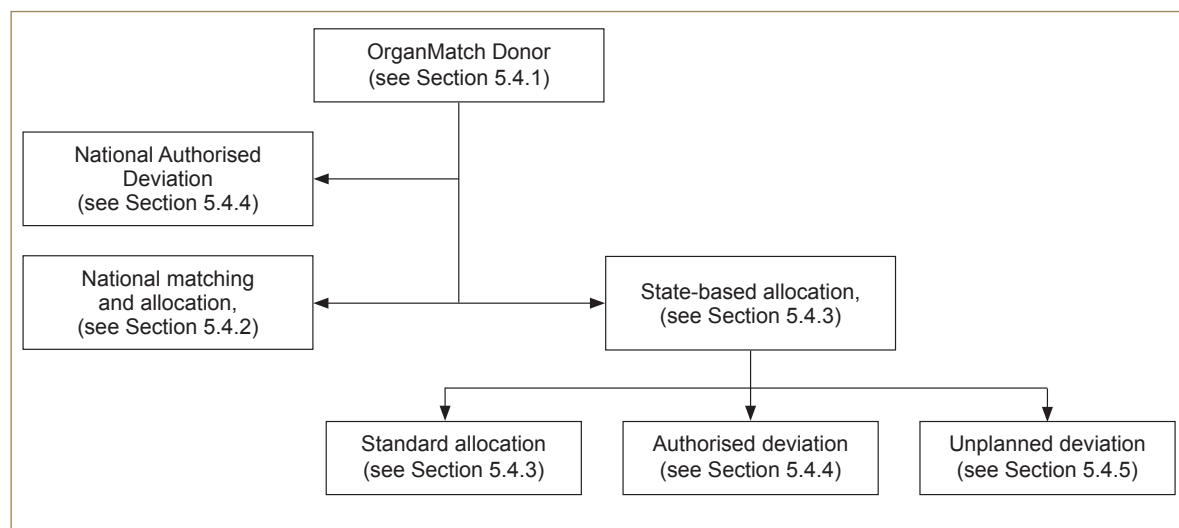 OrganMatch Donor
(see Section 5.4.1)
National Authorised
Deviation
(see Section 5.4.4)
National matching
and allocation,
(see Section 5.4.2)
State-based allocation,
(see Section 5.4.3)
Standard allocation
(see Section 5.4.3)
Authorised deviation
(see Section 5.4.4)
Unplanned deviation
(see Section 5.4.5)